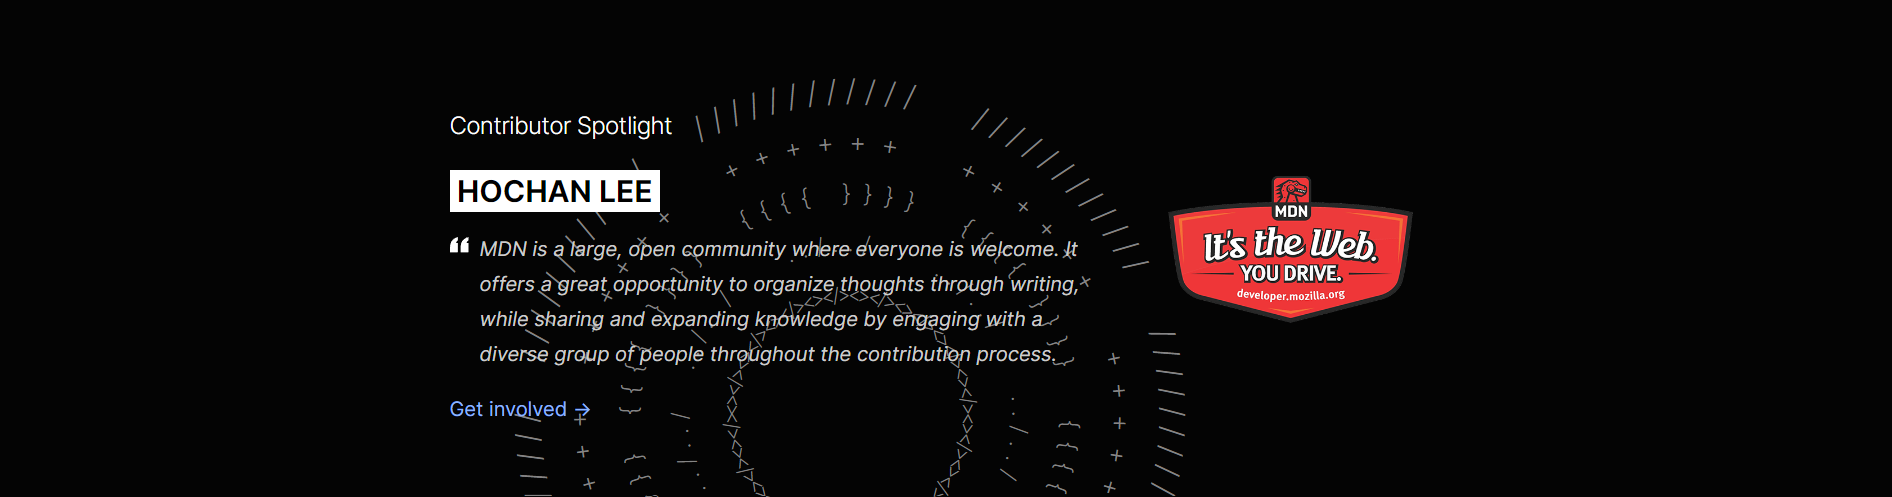 Contributor Spotlight
HOCHAN LEE
❝ MDN is a large, open community where everyone is welcome. It
offers a great opportunity to organize thoughts through writing,
while sharing and expanding knowledge by engaging with a
diverse group of people throughout the contribution process.
Get involved →
MDN
It's the Web.
YOU DRIVE.
developer.mozilla.org